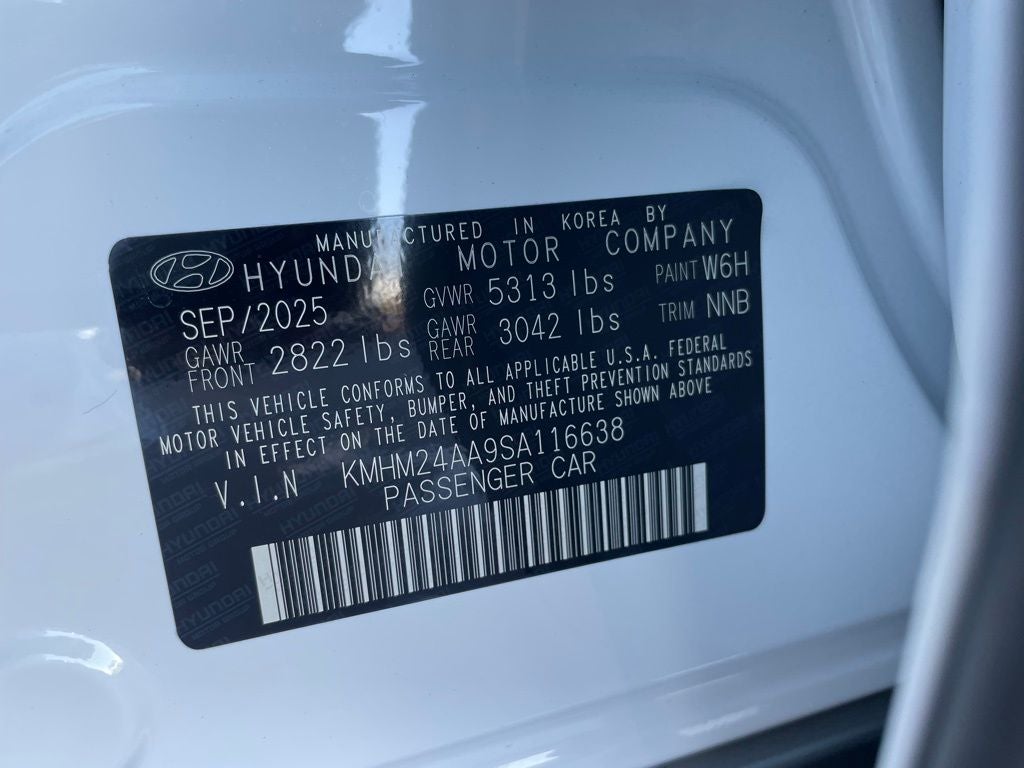 MANUFACTURED IN KOREA BY
HYUNDAI MOTOR COMPANY
SEP/2025 GVWR 5313 lbs PAINT W6H
GAWR FRONT 2822 lbs GAWR REAR 3042 lbs TRIM NNB
THIS VEHICLE CONFORMS TO ALL APPLICABLE U.S.A. FEDERAL
MOTOR VEHICLE SAFETY, BUMPER, AND THEFT PREVENTION STANDARDS
IN EFFECT ON THE DATE OF MANUFACTURE SHOWN ABOVE
V.I.N KMHM24AA9SA116638
PASSENGER CAR